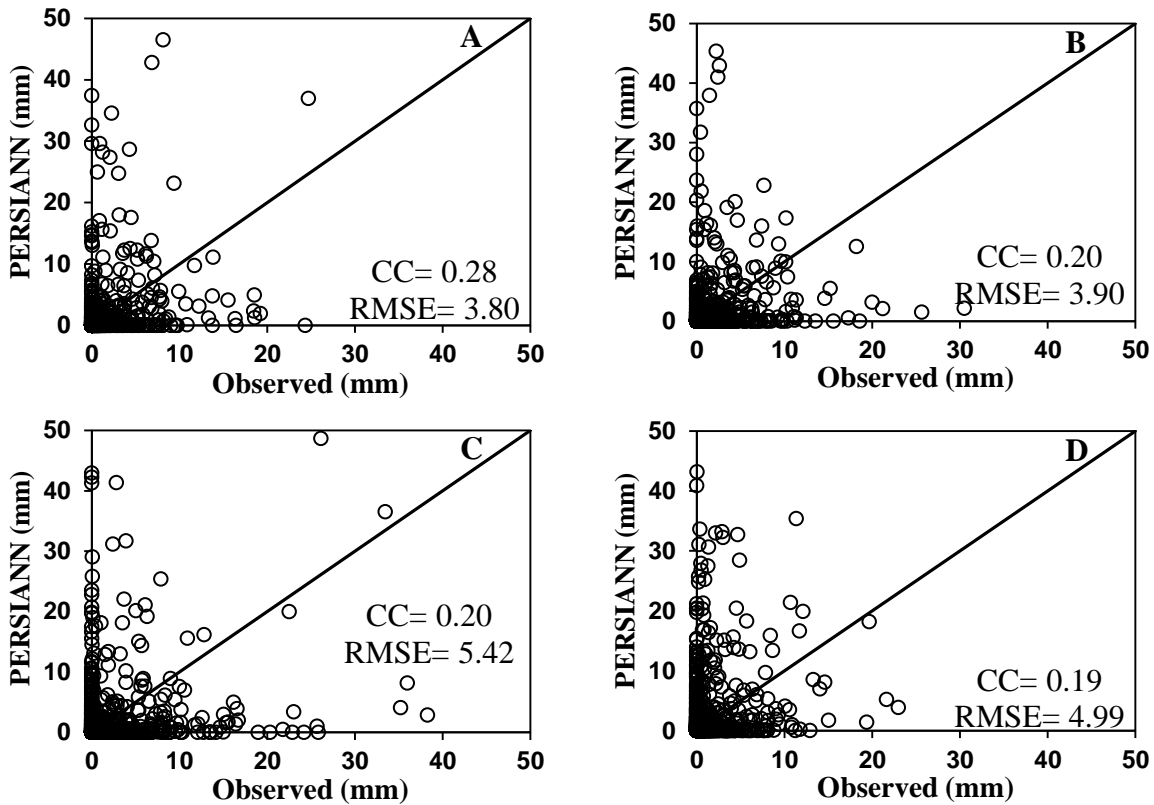 A
PERSIANN (mm)
50
40
30
20
10
0
CC= 0.28
RMSE= 3.80
0 10 20 30 40 50
Observed (mm)
B
PERSIANN (mm)
50
40
30
20
10
0
CC= 0.20
RMSE= 3.90
0 10 20 30 40 50
Observed (mm)
C
PERSIANN (mm)
50
40
30
20
10
0
CC= 0.20
RMSE= 5.42
0 10 20 30 40 50
Observed (mm)
D
PERSIANN (mm)
50
40
30
20
10
0
CC= 0.19
RMSE= 4.99
0 10 20 30 40 50
Observed (mm)